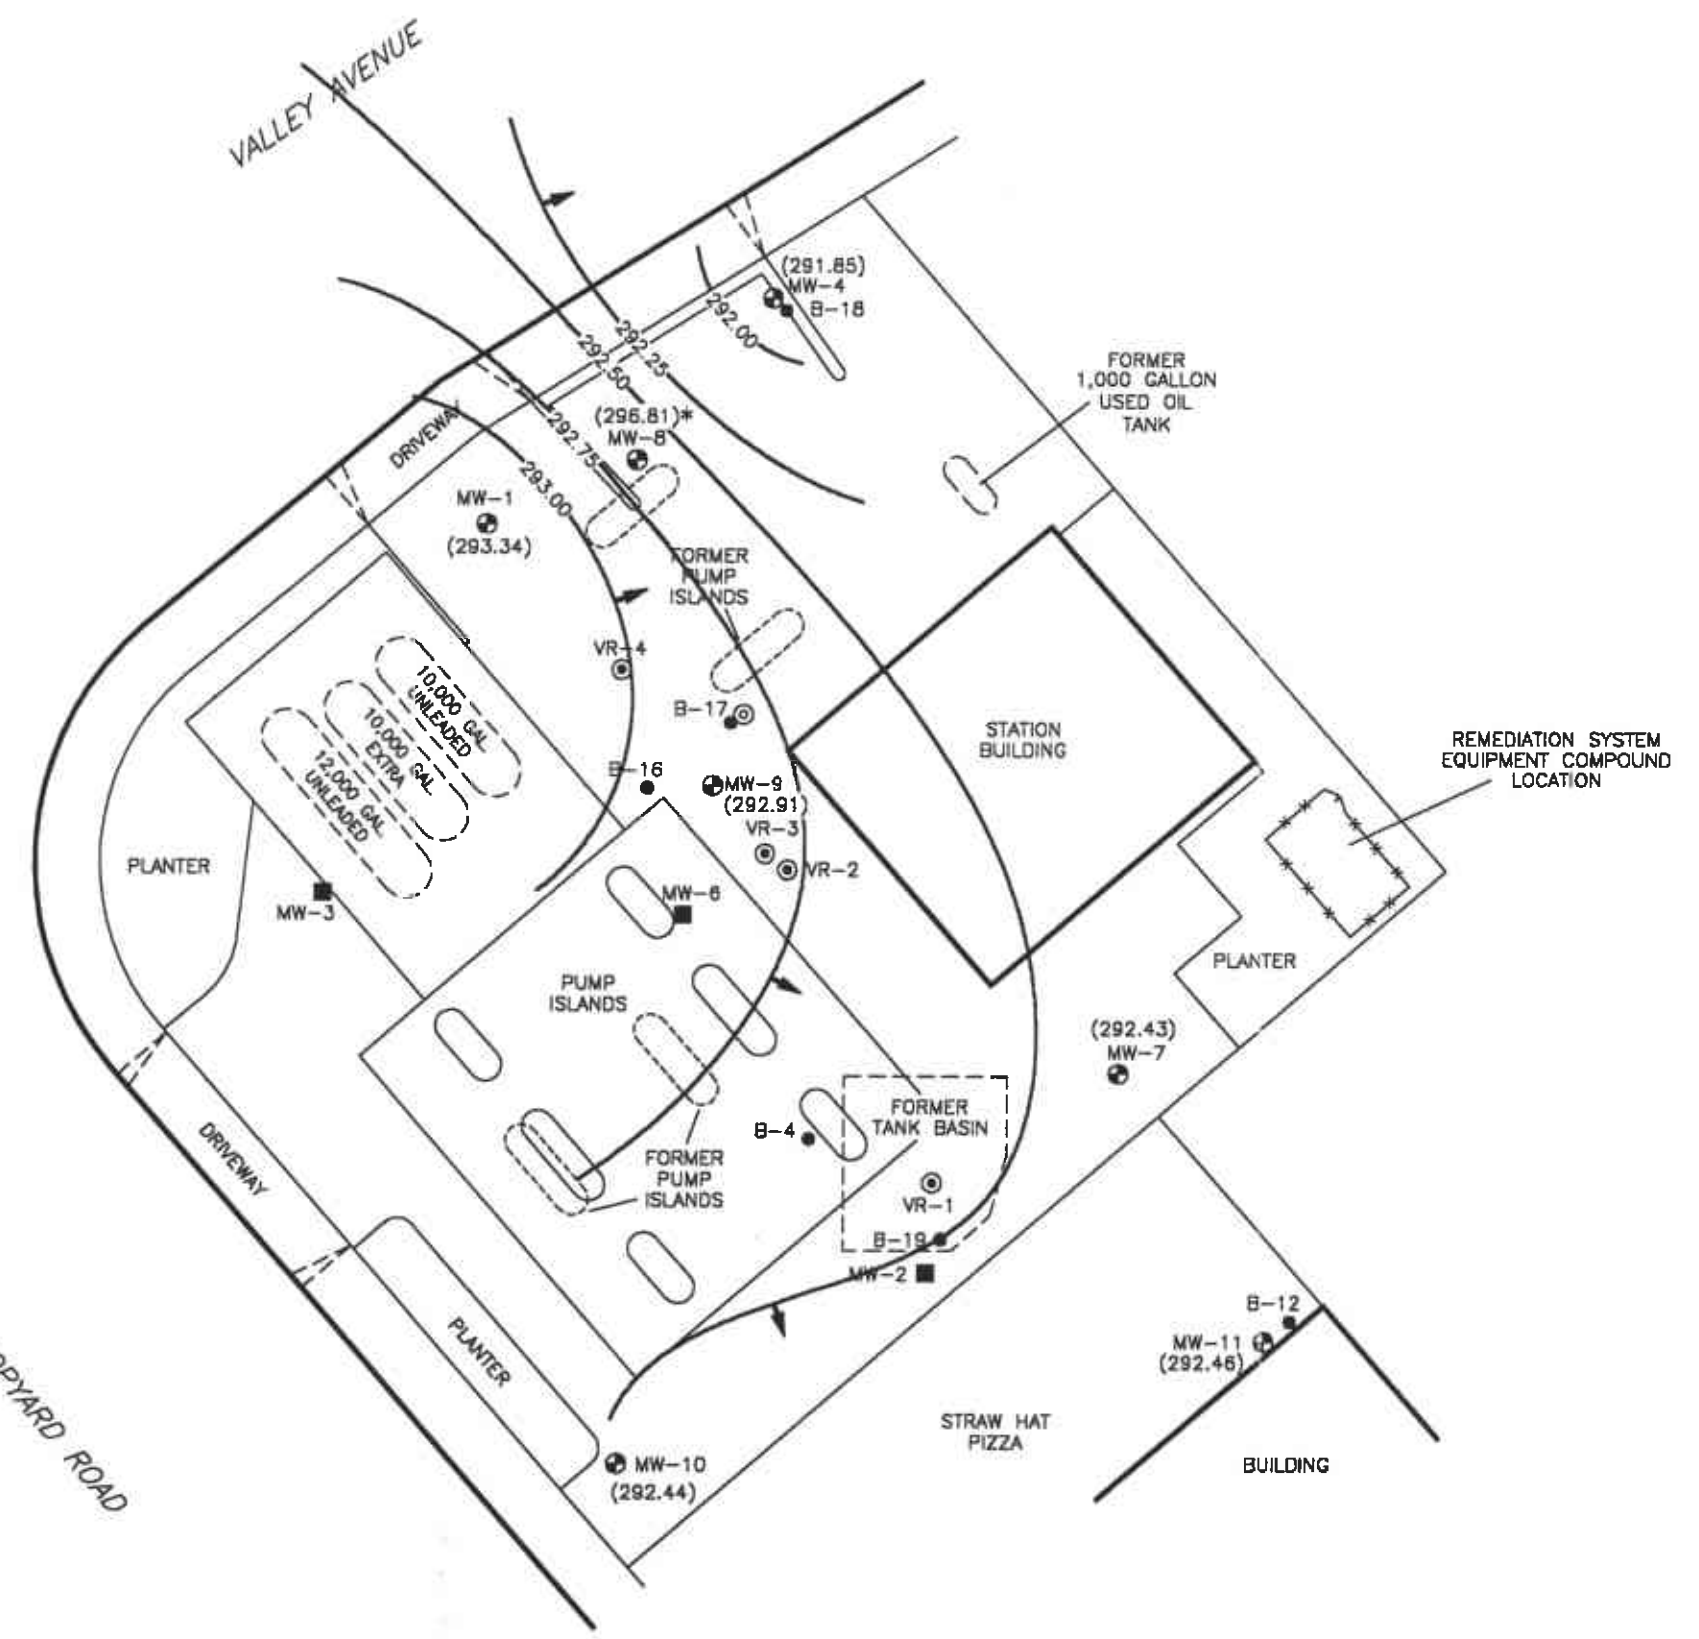 VALLEY AVENUE
(291.85)
MW-4
B-18
292.00
292.25
292.50
FORMER
1,000 GALLON
USED OIL
TANK
(296.81)*
MW-8
292.75
DRIVEWAY
293.00
MW-1
(293.34)
FORMER
PUMP
ISLANDS
VR-4
B-17
10,000 GAL
UNLEADED
10,000 GAL
EXTRA
12,000 GAL
UNLEADED
STATION
BUILDING
REMEDIATION SYSTEM
EQUIPMENT COMPOUND
LOCATION
B-16
MW-9
(292.91)
VR-3
VR-2
PLANTER
MW-3
MW-6
PLANTER
PUMP
ISLANDS
(292.43)
MW-7
FORMER
TANK BASIN
B-4
DRIVEWAY
FORMER
PUMP
ISLANDS
VR-1
B-19
MW-2
PLANTER
B-12
MW-11
(292.46)
STRAW HAT
PIZZA
BUILDING
MW-10
(292.44)
ROAD